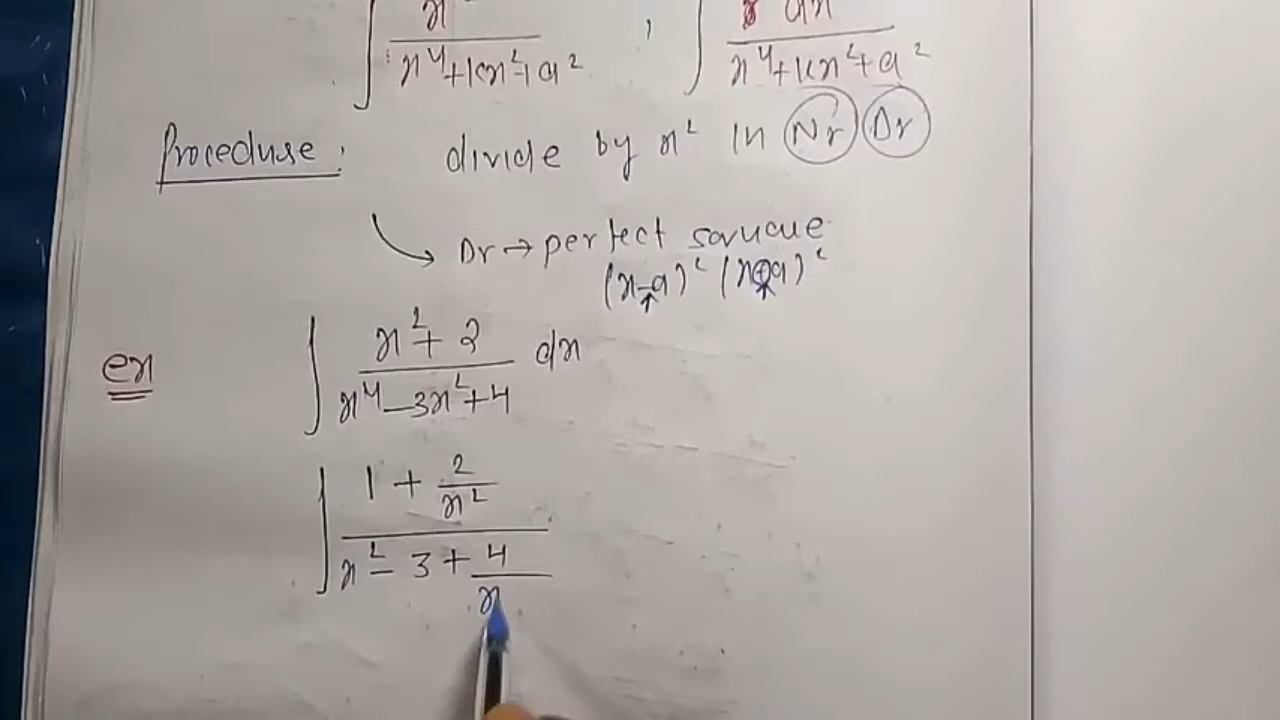 ∫ x / x⁴+kx²+a² , ∫ dx / x⁴+kx²+a²
Procedure: divide by x² in Nr Dr
Dr → perfect square
(x-a)² (x+a)²
ex ∫ x²+2 / x⁴-3x²+4 dx
∫ 1 + 2/x² / x² - 3 + 4/x